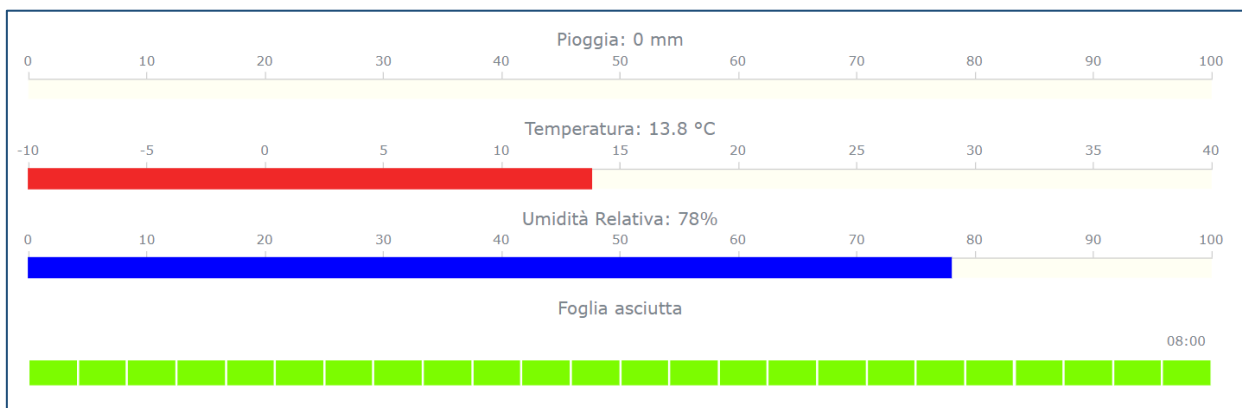 Pioggia: 0 mm
0 10 20 30 40 50 60 70 80 90 100
Temperatura: 13.8 °C
-10 -5 0 5 10 15 20 25 30 35 40
Umidità Relativa: 78%
0 10 20 30 40 50 60 70 80 90 100
Foglia asciutta
08:00